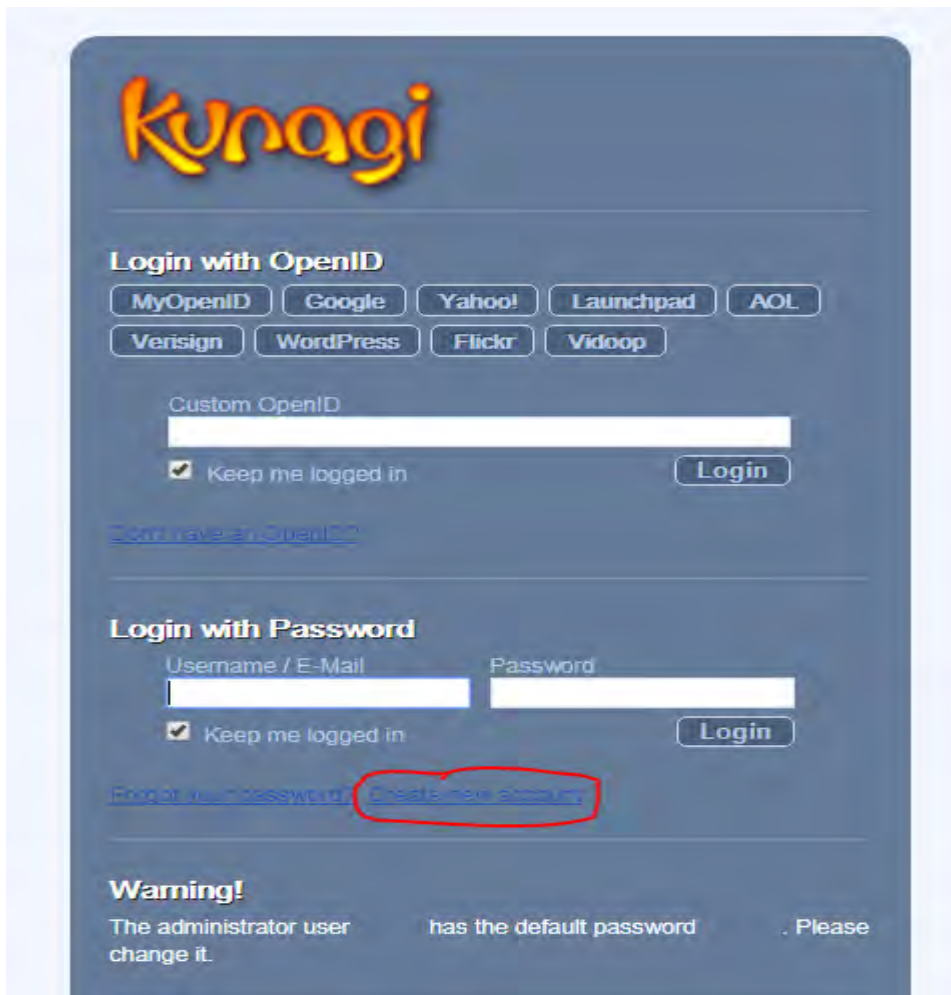 kunagi
Login with OpenID
MyOpenID Google Yahoo! Launchpad AOL
Verisign WordPress Flickr Vidoop
Custom OpenID
Keep me logged in Login
Don't have an OpenID?
Login with Password
Username / E-Mail Password
Keep me logged in Login
Forgot your password? Create new account
Warning!
The administrator user has the default password . Please
change it.